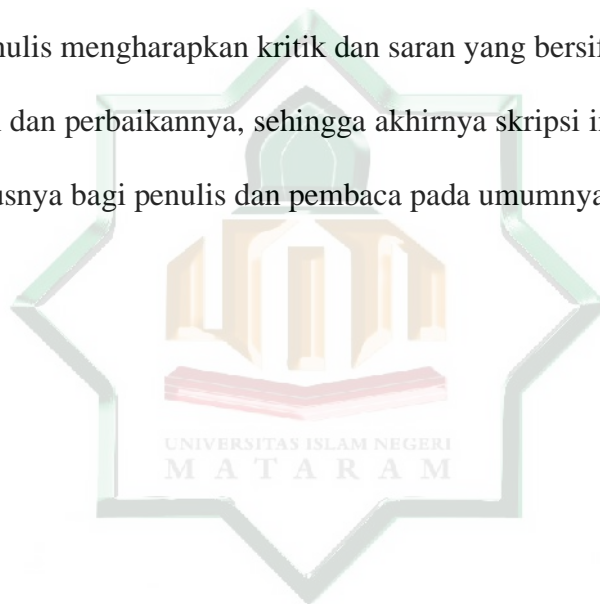 nulis mengharapkan kritik dan saran yang bersif
dan perbaikannya, sehingga akhirnya skripsi i
usnya bagi penulis dan pembaca pada umumnya
UNIVERSITAS ISLAM NEGERI
MATARAM